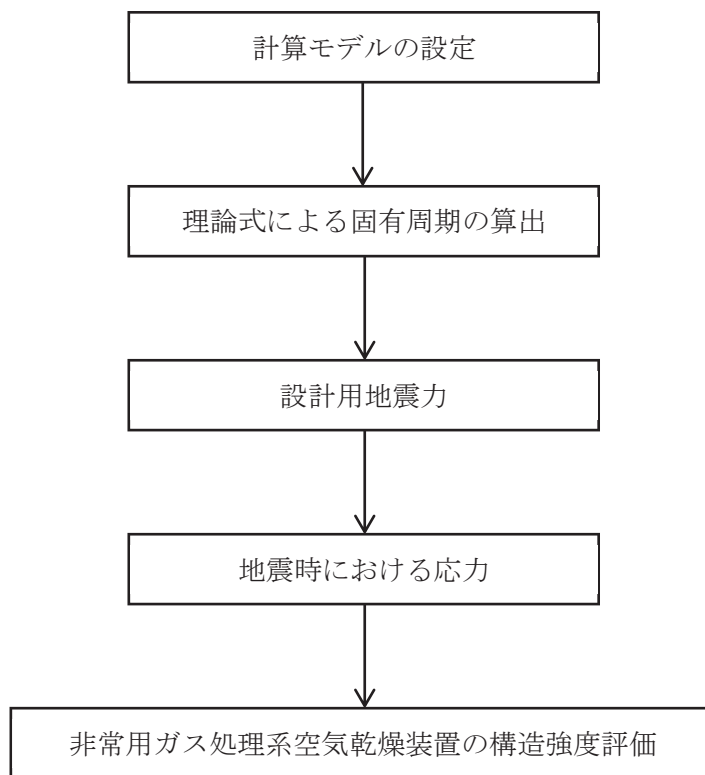 計算モデルの設定
理論式による固有周期の算出
設計用地震力
地震時における応力
非常用ガス処理系空気乾燥装置の構造強度評価